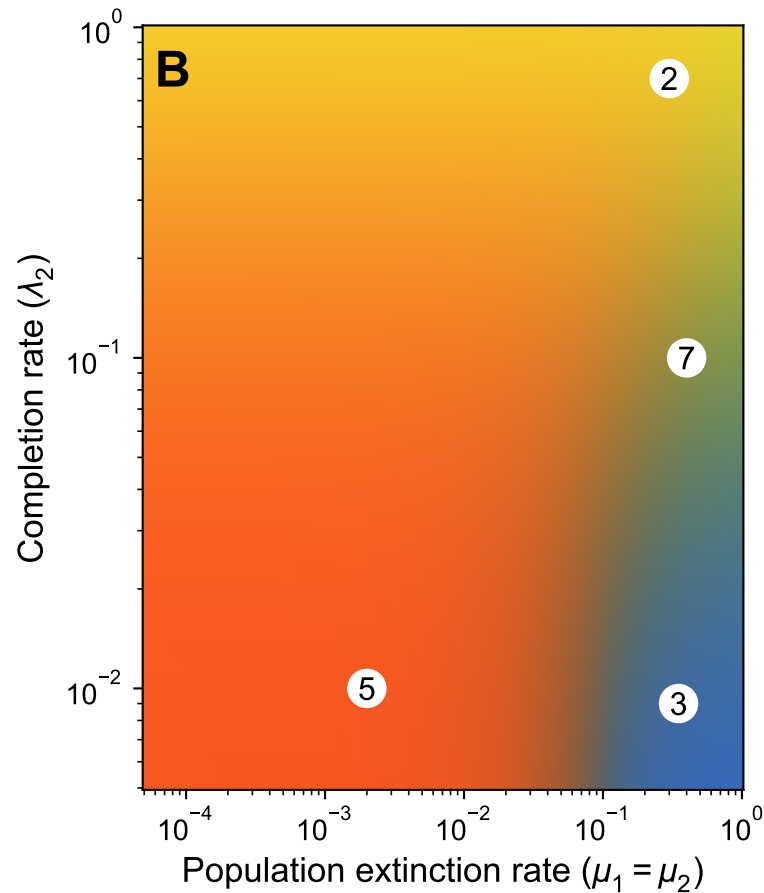 B
10⁰
10⁻¹
10⁻²
Completion rate (λ₂)
2
7
5
3
10⁻⁴ 10⁻³ 10⁻² 10⁻¹ 10⁰
Population extinction rate (μ₁ = μ₂)